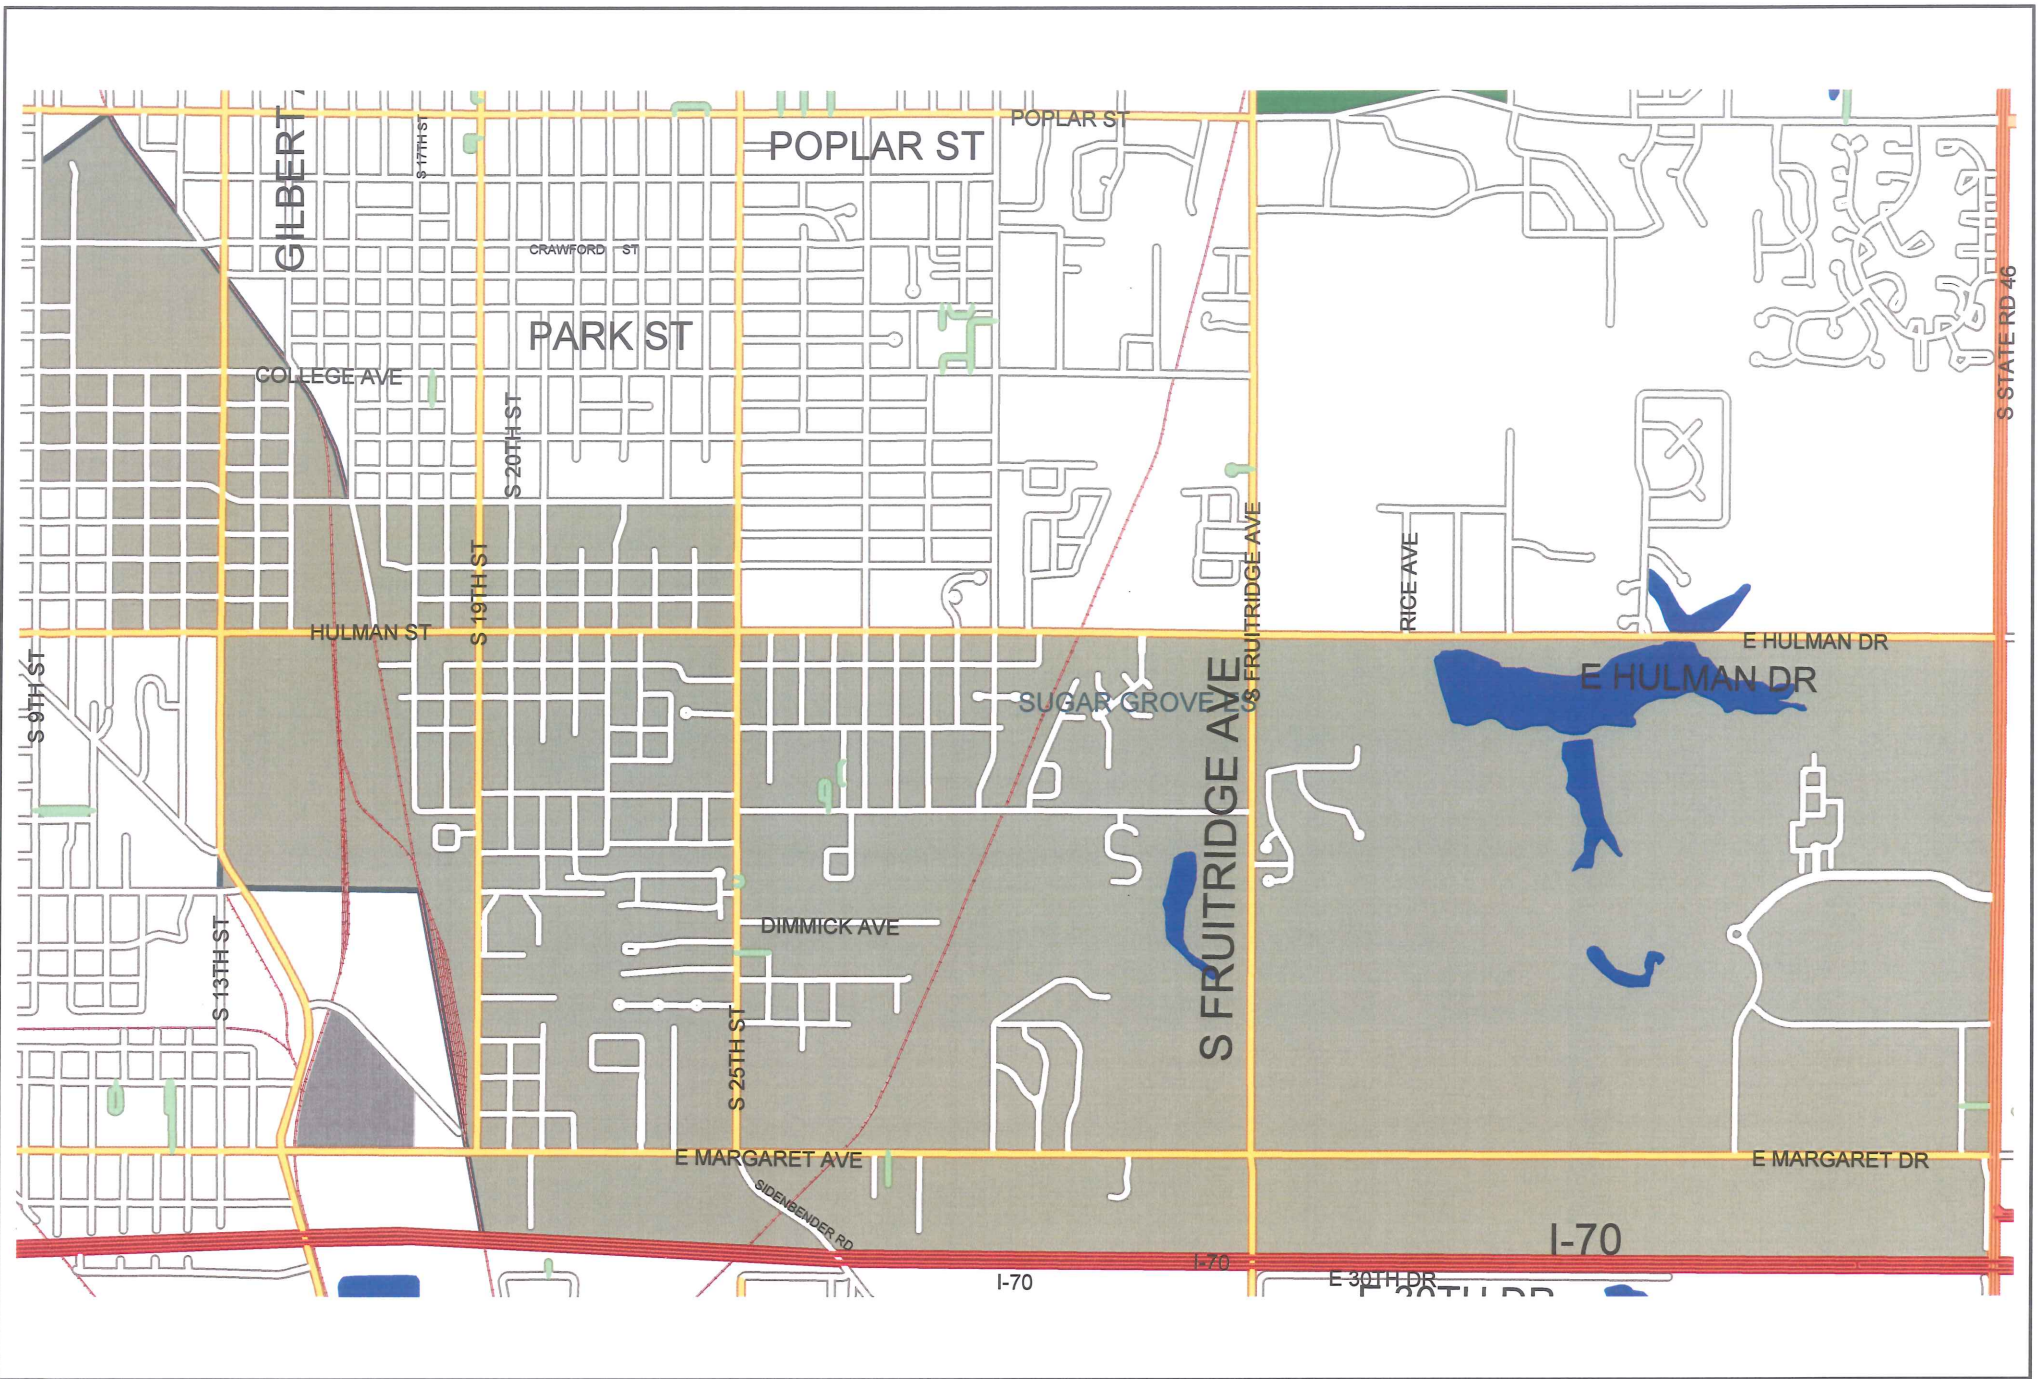 POPLAR ST
POPLAR ST
GILBERT
S 17TH ST
CRAWFORD ST
PARK ST
COLLEGE AVE
S 20TH ST
S STATE RD 46
S 19TH ST
S FRUITRIDGE AVE
RICE AVE
HULMAN ST
E HULMAN DR
E HULMAN DR
S 9TH ST
SUGAR GROVE ES
S FRUITRIDGE AVE
DIMMICK AVE
S 13TH ST
S 25TH ST
E MARGARET AVE
E MARGARET DR
SIDENBENDER RD
I-70
I-70
I-70
E 30TH DR
E 30TH DR